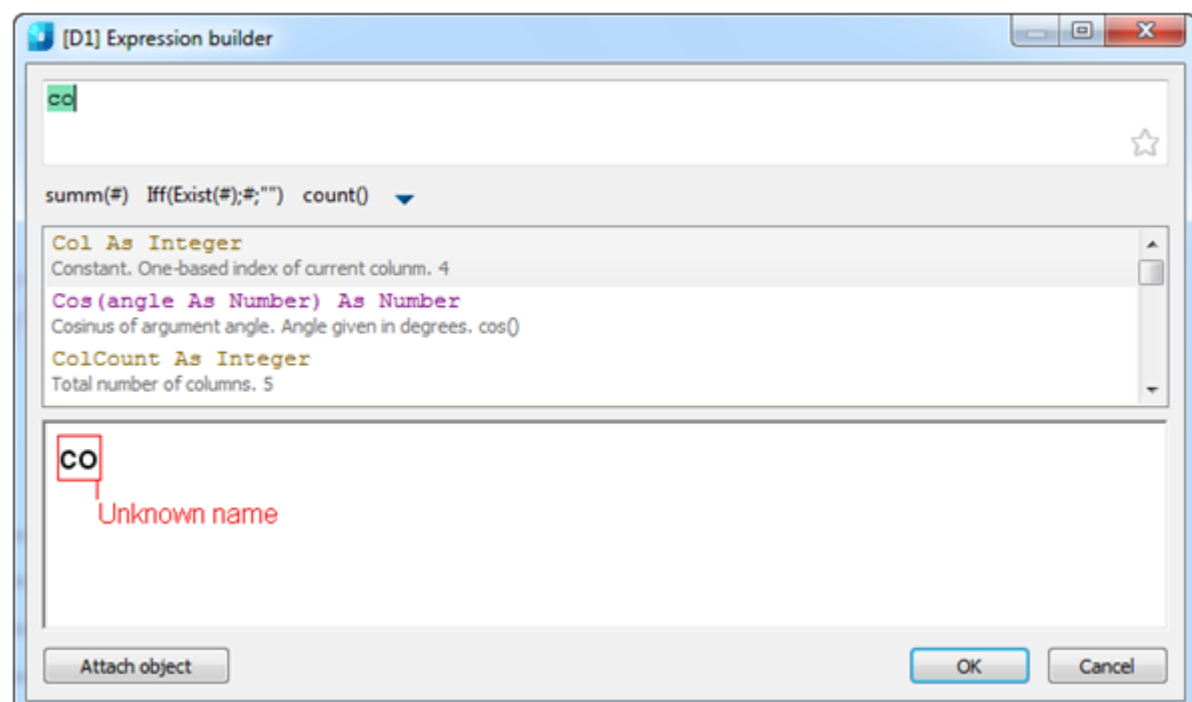 [D1] Expression builder
co
summ(#) Iff(Exist(#);#;"") count()
Col As Integer
Constant. One-based index of current colunm. 4
Cos(angle As Number) As Number
Cosinus of argument angle. Angle given in degrees. cos()
ColCount As Integer
Total number of columns. 5
co
Unknown name
Attach object OK Cancel